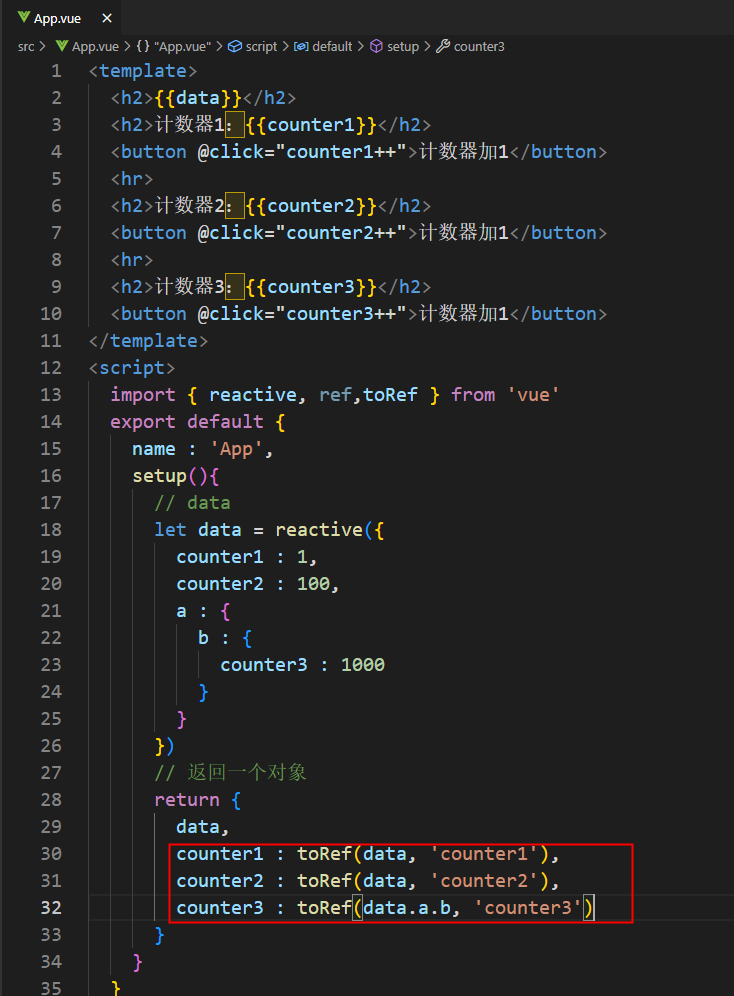 App.vue ×
src > App.vue > {} "App.vue" > script > default > setup > counter3
1 <template>
2   <h2>{{data}}</h2>
3   <h2>计数器1：{{counter1}}</h2>
4   <button @click="counter1++">计数器加1</button>
5   <hr>
6   <h2>计数器2：{{counter2}}</h2>
7   <button @click="counter2++">计数器加1</button>
8   <hr>
9   <h2>计数器3：{{counter3}}</h2>
10   <button @click="counter3++">计数器加1</button>
11 </template>
12 <script>
13   import { reactive, ref,toRef } from 'vue'
14   export default {
15     name : 'App',
16     setup(){
17       // data
18       let data = reactive({
19         counter1 : 1,
20         counter2 : 100,
21         a : {
22           b : {
23             counter3 : 1000
24           }
25         }
26       })
27       // 返回一个对象
28       return {
29         data,
30         counter1 : toRef(data, 'counter1'),
31         counter2 : toRef(data, 'counter2'),
32         counter3 : toRef(data.a.b, 'counter3')
33       }
34     }
35   }